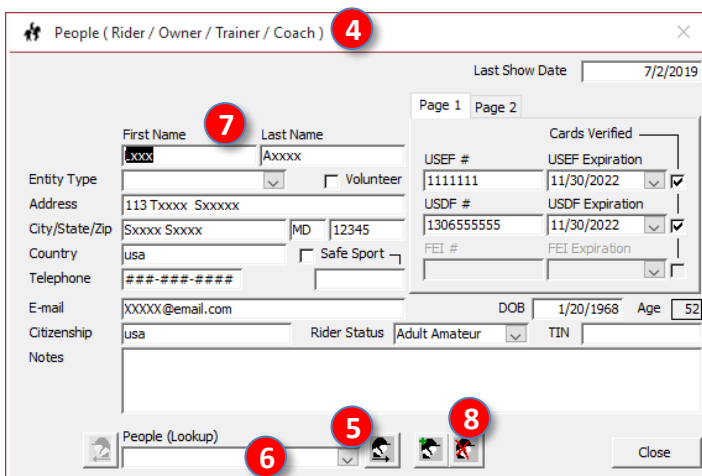 People ( Rider / Owner / Trainer / Coach ) 4
Last Show Date 7/2/2019
Page 1 Page 2
7
First Name Last Name
Lxxx Axxxx
Cards Verified
USEF # USEF Expiration
1111111 11/30/2022
Entity Type Volunteer
Address 113 Txxxx Sxxxxx
USDF # USDF Expiration
1306555555 11/30/2022
City/State/Zip Sxxxx Sxxxx MD 12345
Country usa Safe Sport
FEI # FEI Expiration
Telephone ###-###-####
E-mail XXXXX@email.com DOB 1/20/1968 Age 52
Citizenship usa Rider Status Adult Amateur TIN
Notes
People (Lookup) 5 8
6
Close